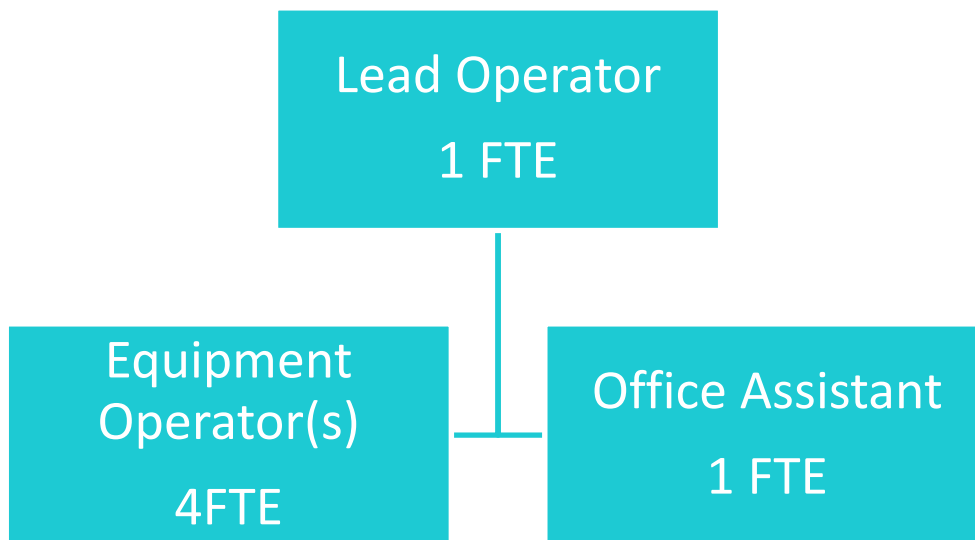 Lead Operator
1 FTE
Equipment
Operator(s)
4FTE
Office Assistant
1 FTE